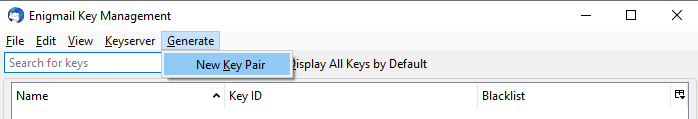 Enigmail Key Management
File Edit View Keyserver Generate
Search for keys New Key Pair Display All Keys by Default
Name Key ID Blacklist